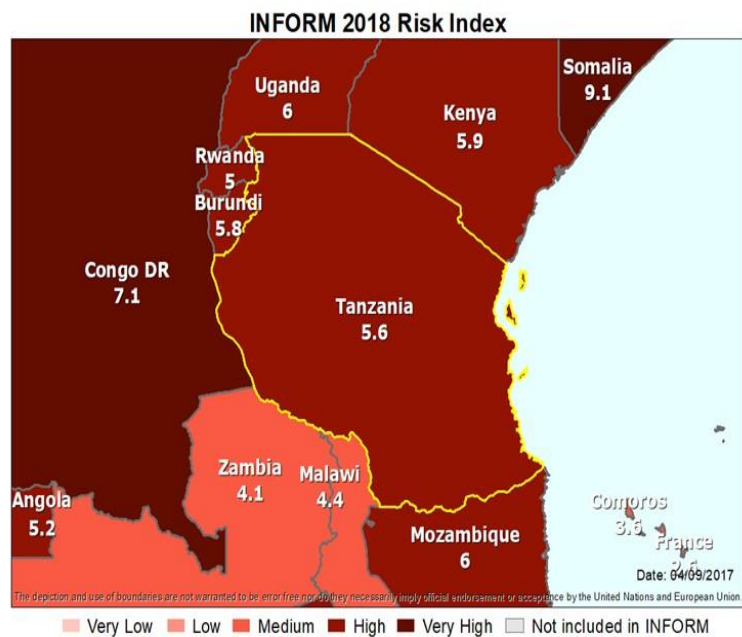 INFORM 2018 Risk Index
Somalia
9.1
Uganda
6
Kenya
5.9
Rwanda
5
Burundi
5.8
Congo DR
7.1
Tanzania
5.6
Zambia
4.1
Malawi
4.4
Angola
5.2
Mozambique
6
Comoros
3.6
France
Date: 04/09/2017
The depiction and use of boundaries are not warranted to be error free nor do they necessarily imply official endorsement or acceptance by the United Nations and European Union.
Very Low Low Medium High Very High Not included in INFORM